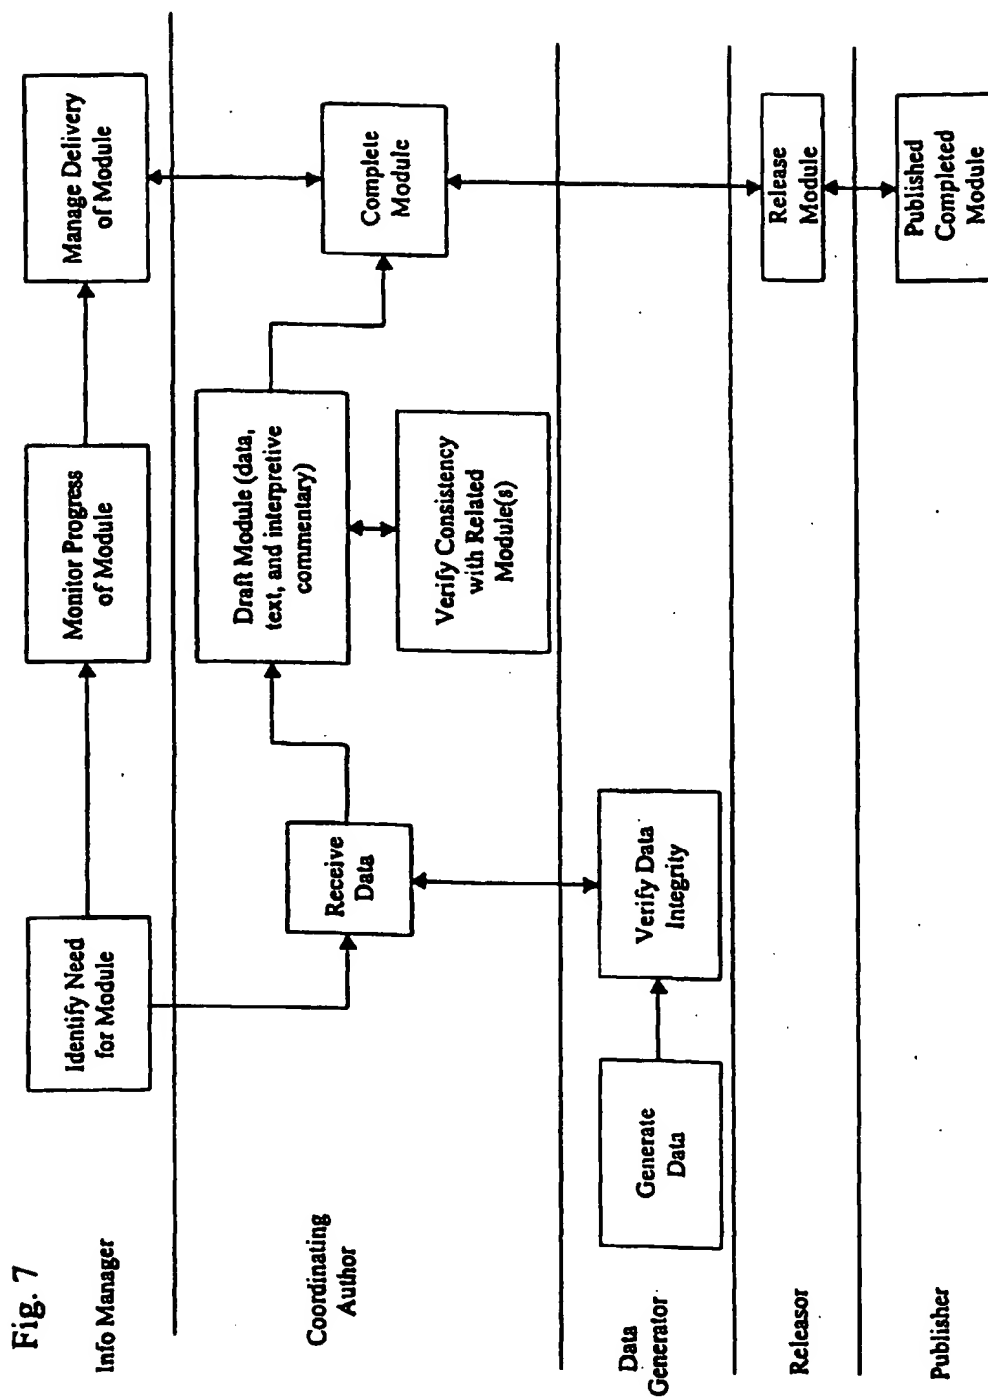 Fig. 7
Info Manager
Identify Need
for Module
Monitor Progress
of Module
Manage Delivery
of Module
Coordinating
Author
Receive
Data
Draft Module (data,
text, and interpretive
commentary)
Verify Consistency
with Related
Module(s)
Complete
Module
Data
Generator
Generate
Data
Verify Data
Integrity
Releasor
Release
Module
Publisher
Published
Completed
Module